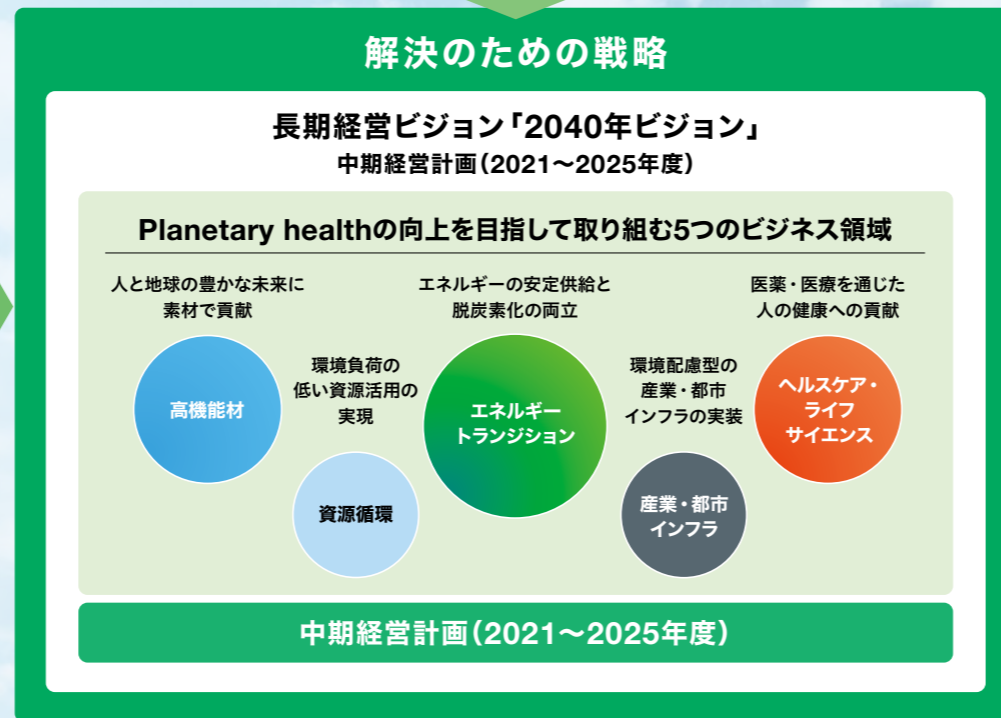 解決のための戦略
長期経営ビジョン「2040年ビジョン」
中期経営計画（2021～2025年度）
Planetary healthの向上を目指して取り組む5つのビジネス領域
人と地球の豊かな未来に
素材で貢献
高機能材
環境負荷の
低い資源活用の
実現
資源循環
エネルギーの安定供給と
脱炭素化の両立
エネルギー
トランジション
環境配慮型の
産業・都市
インフラの実装
産業・都市
インフラ
医薬・医療を通じた
人の健康への貢献
ヘルスケア・
ライフ
サイエンス
中期経営計画（2021～2025年度）